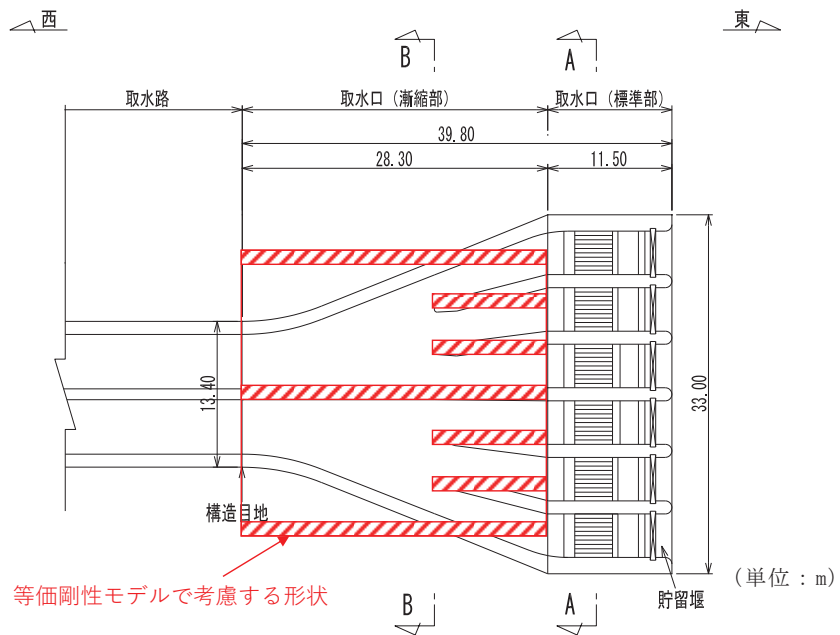 西
東
B
A
取水路
取水口（漸縮部）
取水口（標準部）
39.80
28.30
11.50
13.40
33.00
構造目地
等価剛性モデルで考慮する形状
B
A
貯留堰
（単位：m）